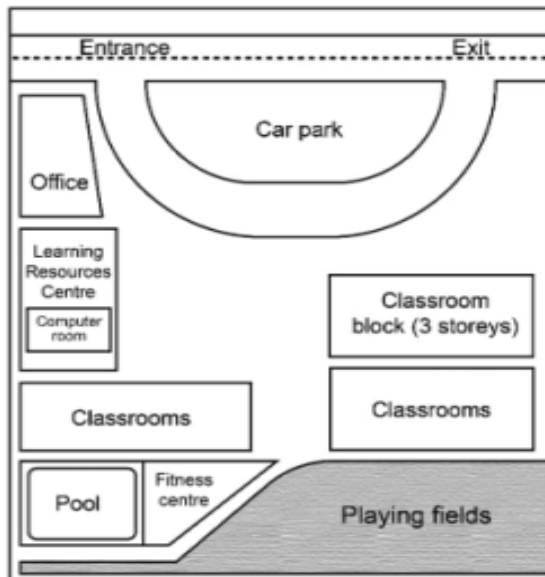 Entrance
Exit
Car park
Office
Learning
Resources
Centre
Computer
room
Classroom
block (3 storeys)
Classrooms
Classrooms
Pool
Fitness
centre
Playing fields